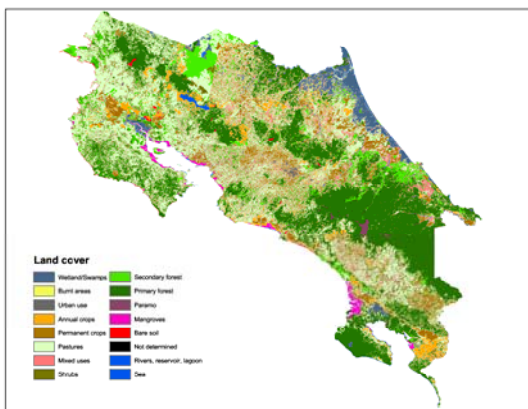 Land cover
Wetland/Swamps
Burnt areas
Urban use
Annual crops
Permanent crops
Pastures
Mixed uses
Shrubs
Secondary forest
Primary forest
Paramo
Mangroves
Bare soil
Not determined
Rivers, reservoir, lagoon
Sea